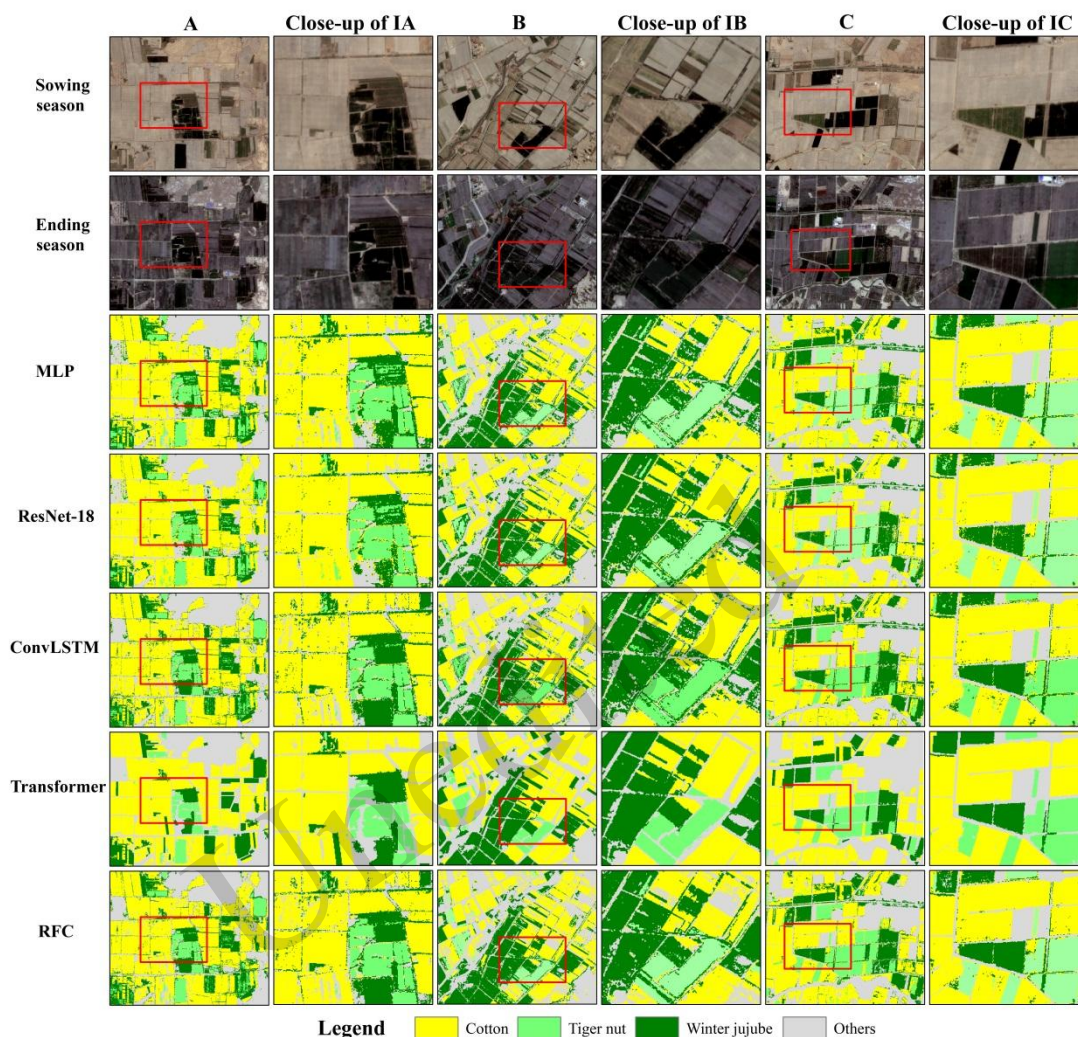 A Close-up of IA B Close-up of IB C Close-up of IC
Sowing
season
Ending
season
MLP
ResNet-18
ConvLSTM
Transformer
RFC
Unedited
Legend Cotton Tiger nut Winter jujube Others